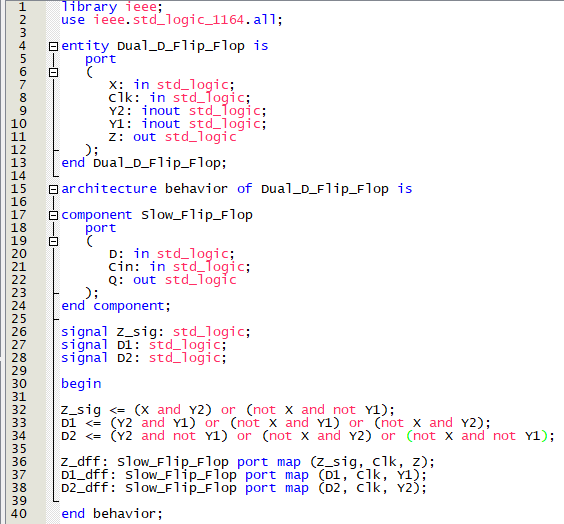 1 library ieee;
2 use ieee.std_logic_1164.all;
3
4 entity Dual_D_Flip_Flop is
5 port
6 (
7 X: in std_logic;
8 Clk: in std_logic;
9 Y2: inout std_logic;
10 Y1: inout std_logic;
11 Z: out std_logic
12 );
13 end Dual_D_Flip_Flop;
14
15 architecture behavior of Dual_D_Flip_Flop is
16
17 component Slow_Flip_Flop
18 port
19 (
20 D: in std_logic;
21 Cin: in std_logic;
22 Q: out std_logic
23 );
24 end component;
25
26 signal Z_sig: std_logic;
27 signal D1: std_logic;
28 signal D2: std_logic;
29
30 begin
31
32 Z_sig <= (X and Y2) or (not X and not Y1);
33 D1 <= (Y2 and Y1) or (not X and Y1) or (not X and Y2);
34 D2 <= (Y2 and not Y1) or (not X and Y2) or (not X and not Y1);
35
36 Z_dff: Slow_Flip_Flop port map (Z_sig, Clk, Z);
37 D1_dff: Slow_Flip_Flop port map (D1, Clk, Y1);
38 D2_dff: Slow_Flip_Flop port map (D2, Clk, Y2);
39
40 end behavior;